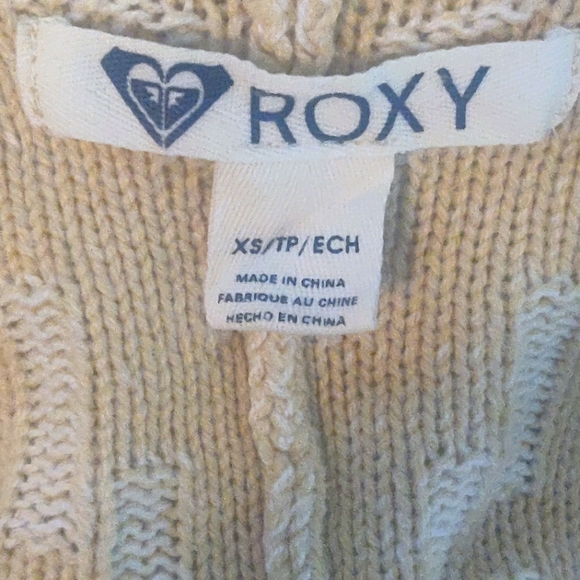 ROXY
XS/TP/ECH
MADE IN CHINA
FABRIQUE AU CHINE
HECHO EN CHINA